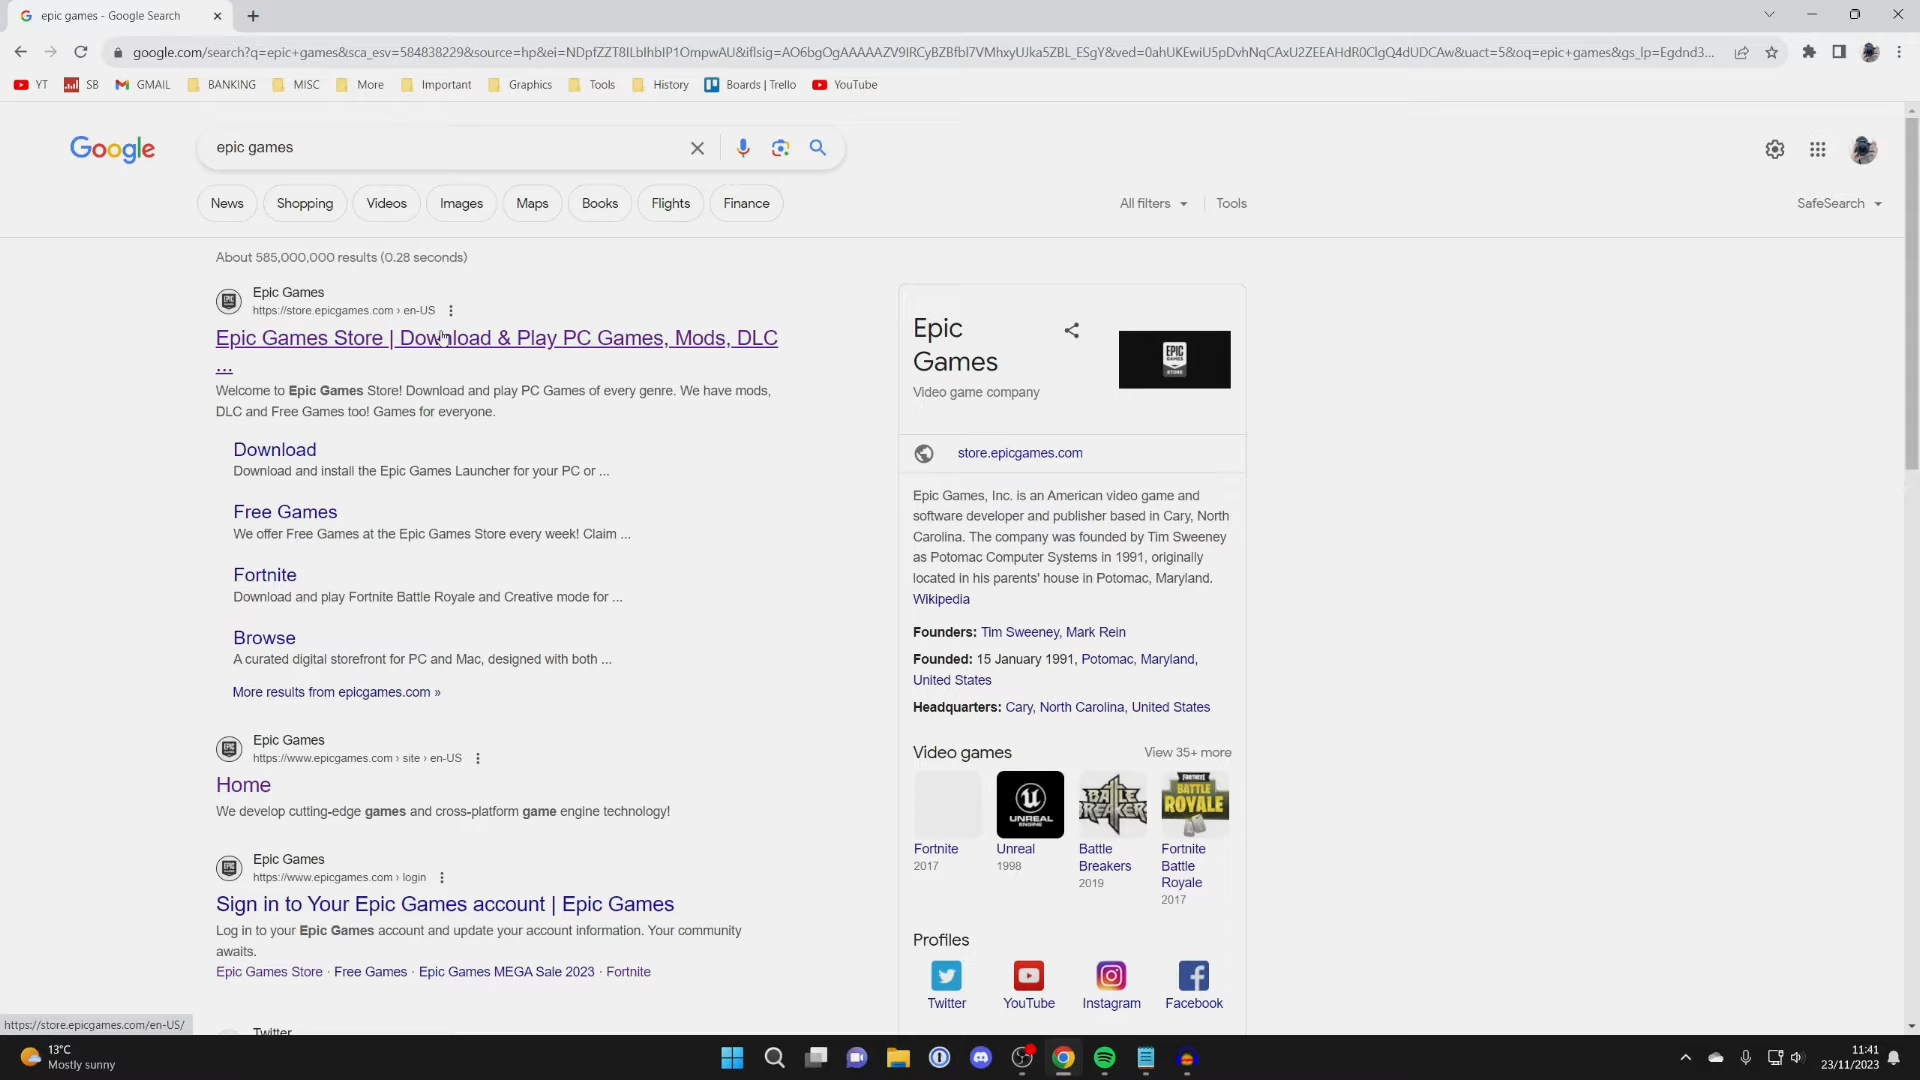 epic games - Google Search
google.com/search?q=epic+games&sca_esv=584838229&source=hp&ei=NDpfZZT8ILbIhbIP1OmpwAU&iflsig=AO6bgOgAAAAAZV9IRCyBZBfbI7VMhxyUJka5ZBL_ESgY&ved=0ahUKEwiU5pDvhNqCAxU2ZEEAHdR0ClgQ4dUDCAw&uact=5&oq=epic+games&gs_lp=Egdnd3...
YT SB GMAIL BANKING MISC More Important Graphics Tools History Boards | Trello YouTube
Google epic games
News Shopping Videos Images Maps Books Flights Finance All filters Tools SafeSearch
About 585,000,000 results (0.28 seconds)
Epic Games
https://store.epicgames.com › en-US
Epic Games Store | Download & Play PC Games, Mods, DLC
...
Welcome to Epic Games Store! Download and play PC Games of every genre. We have mods,
DLC and Free Games too! Games for everyone.
Download
Download and install the Epic Games Launcher for your PC or ...
Free Games
We offer Free Games at the Epic Games Store every week! Claim ...
Fortnite
Download and play Fortnite Battle Royale and Creative mode for ...
Browse
A curated digital storefront for PC and Mac, designed with both ...
More results from epicgames.com »
Epic Games
https://www.epicgames.com › site › en-US
Home
We develop cutting-edge games and cross-platform game engine technology!
Epic Games
https://www.epicgames.com › login
Sign in to Your Epic Games account | Epic Games
Log in to your Epic Games account and update your account information. Your community
awaits.
Epic Games Store · Free Games · Epic Games MEGA Sale 2023 · Fortnite
Twitter
https://store.epicgames.com/en-US/
Epic
Games
Video game company
EPIC
GAMES
STORE
store.epicgames.com
Epic Games, Inc. is an American video game and
software developer and publisher based in Cary, North
Carolina. The company was founded by Tim Sweeney
as Potomac Computer Systems in 1991, originally
located in his parents' house in Potomac, Maryland.
Wikipedia
Founders: Tim Sweeney, Mark Rein
Founded: 15 January 1991, Potomac, Maryland,
United States
Headquarters: Cary, North Carolina, United States
Video games View 35+ more
UNREAL
ENGINE
BATTLE
BREAKERS
FORTNITE
BATTLE
ROYALE
Fortnite
2017
Unreal
1998
Battle
Breakers
2019
Fortnite
Battle
Royale
2017
Profiles
Twitter YouTube Instagram Facebook
13°C
Mostly sunny
11:41
23/11/2023